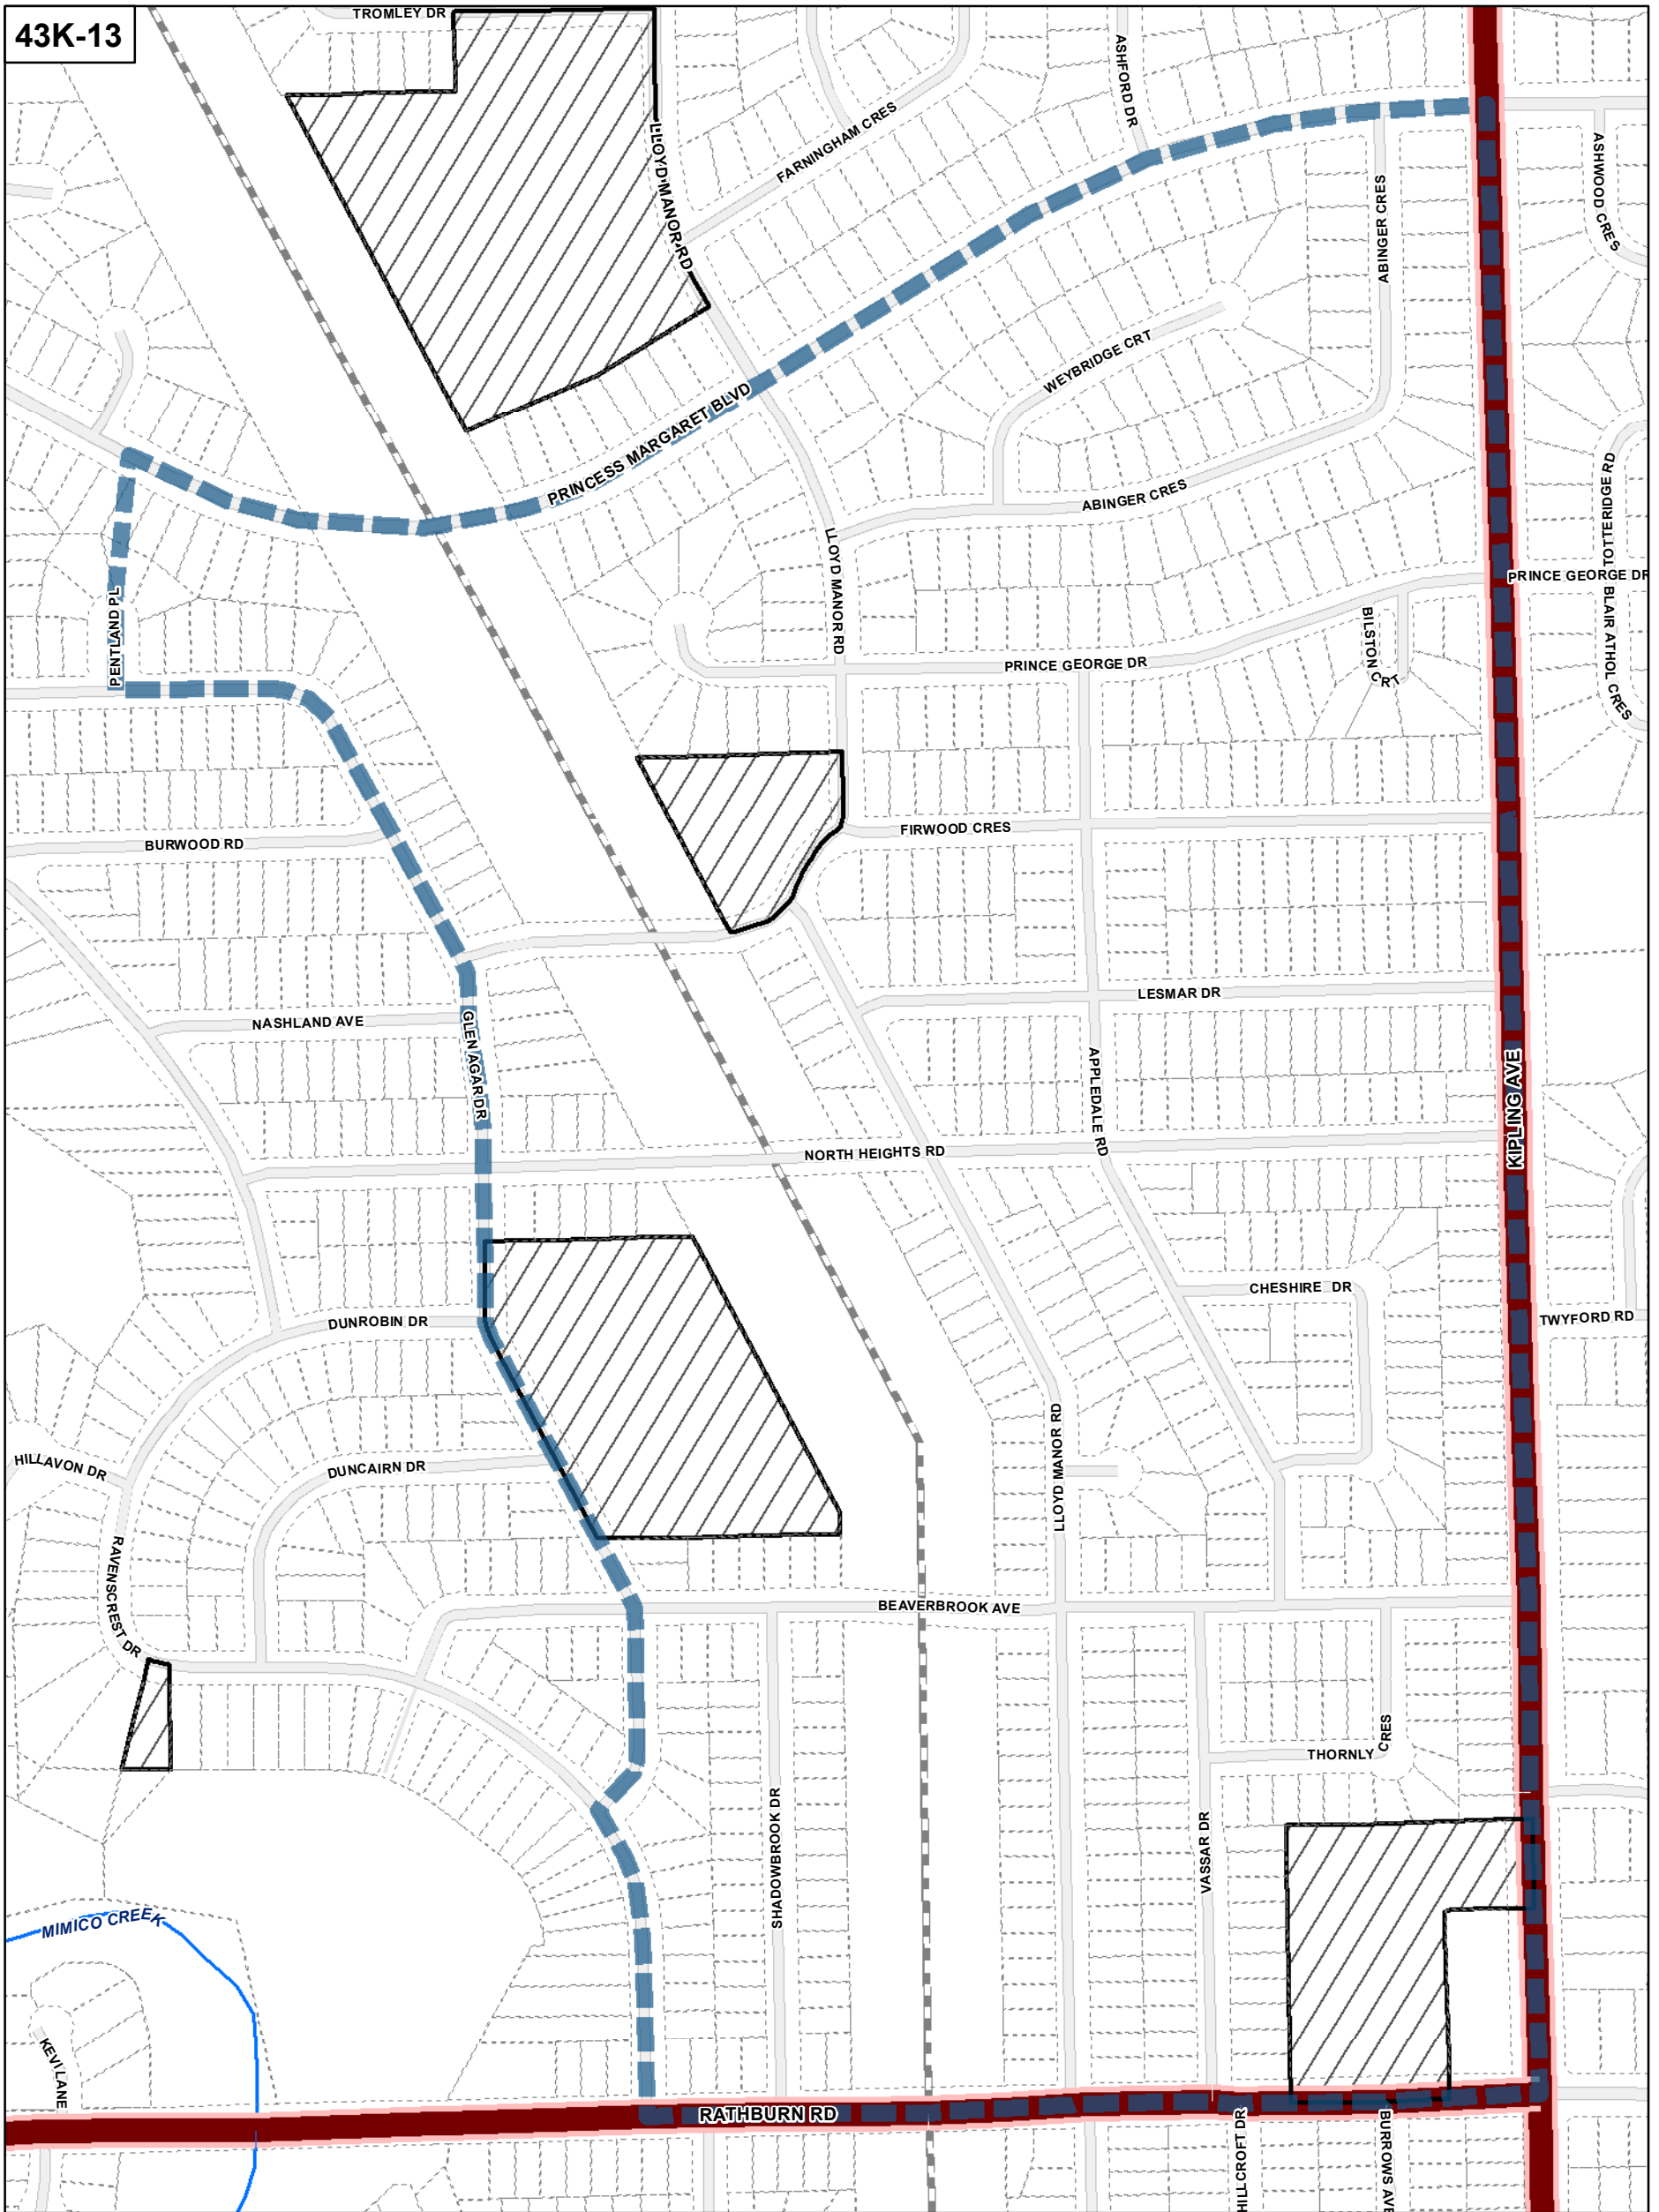 43K-13
TROMLEY DR
ASHFORD DR
FARNINGHAM CRES
LLOYD MANOR RD
ASHWOOD CRES
ABINGER CRES
WEYBRIDGE CRT
PRINCESS MARGARET BLVD
ABINGER CRES
TOTTERIDGE RD
LLOYD MANOR RD
PRINCE GEORGE DR
PENTLAND PL
BLAIR ATHOL CRES
BILSTON CRT
PRINCE GEORGE DR
FIRWOOD CRES
BURWOOD RD
LESMAR DR
NASHLAND AVE
GLEN AGAR DR
APPLEDALE RD
KIPLING AVE
NORTH HEIGHTS RD
CHESHIRE DR
TWYFORD RD
DUNROBIN DR
HILLAVON DR
DUNCAIRN DR
LLOYD MANOR RD
RAVENSCREST DR
BEAVERBROOK AVE
THORNLY CRES
SHADOWBROOK DR
VASSAR DR
MIMICO CREEK
KEVI LANE
RATHBURN RD
HILLCROFT DR
BURROWS AVE